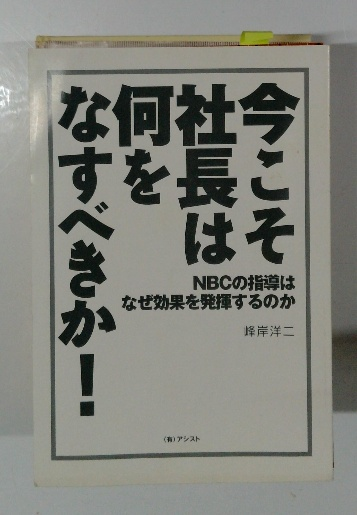 今こそ
社長は
何を
なすべきか！
NBCの指導は
なぜ効果を発揮するのか
峰岸洋二
（有）アシスト